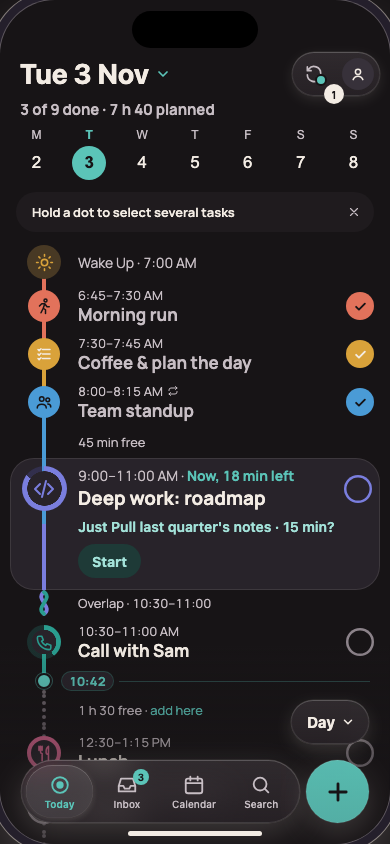 Tue 3 Nov
1
3 of 9 done · 7 h 40 planned
M T W T F S S
2 3 4 5 6 7 8
Hold a dot to select several tasks
Wake Up · 7:00 AM
6:45–7:30 AM
Morning run
7:30–7:45 AM
Coffee & plan the day
8:00–8:15 AM
Team standup
45 min free
9:00–11:00 AM · Now, 18 min left
Deep work: roadmap
Just Pull last quarter's notes · 15 min?
Start
Overlap · 10:30–11:00
10:30–11:00 AM
Call with Sam
10:42
1 h 30 free · add here
Day
12:30–1:15 PM
Lunch
3
Today Inbox Calendar Search